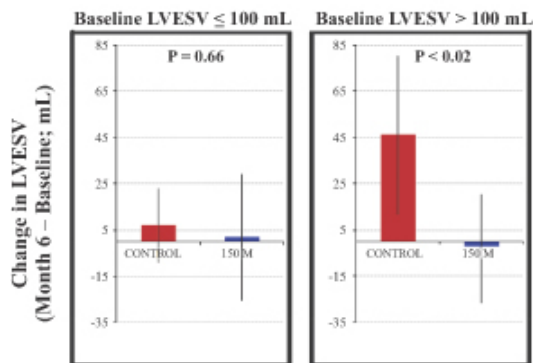 Baseline LVESV ≤ 100 mL
Baseline LVESV > 100 mL
Change in LVESV
(Month 6 – Baseline; mL)
P = 0.66
85
65
45
25
5
-15
-35
CONTROL
150 M
P < 0.02
85
65
45
25
5
-15
-35
CONTROL
150 M